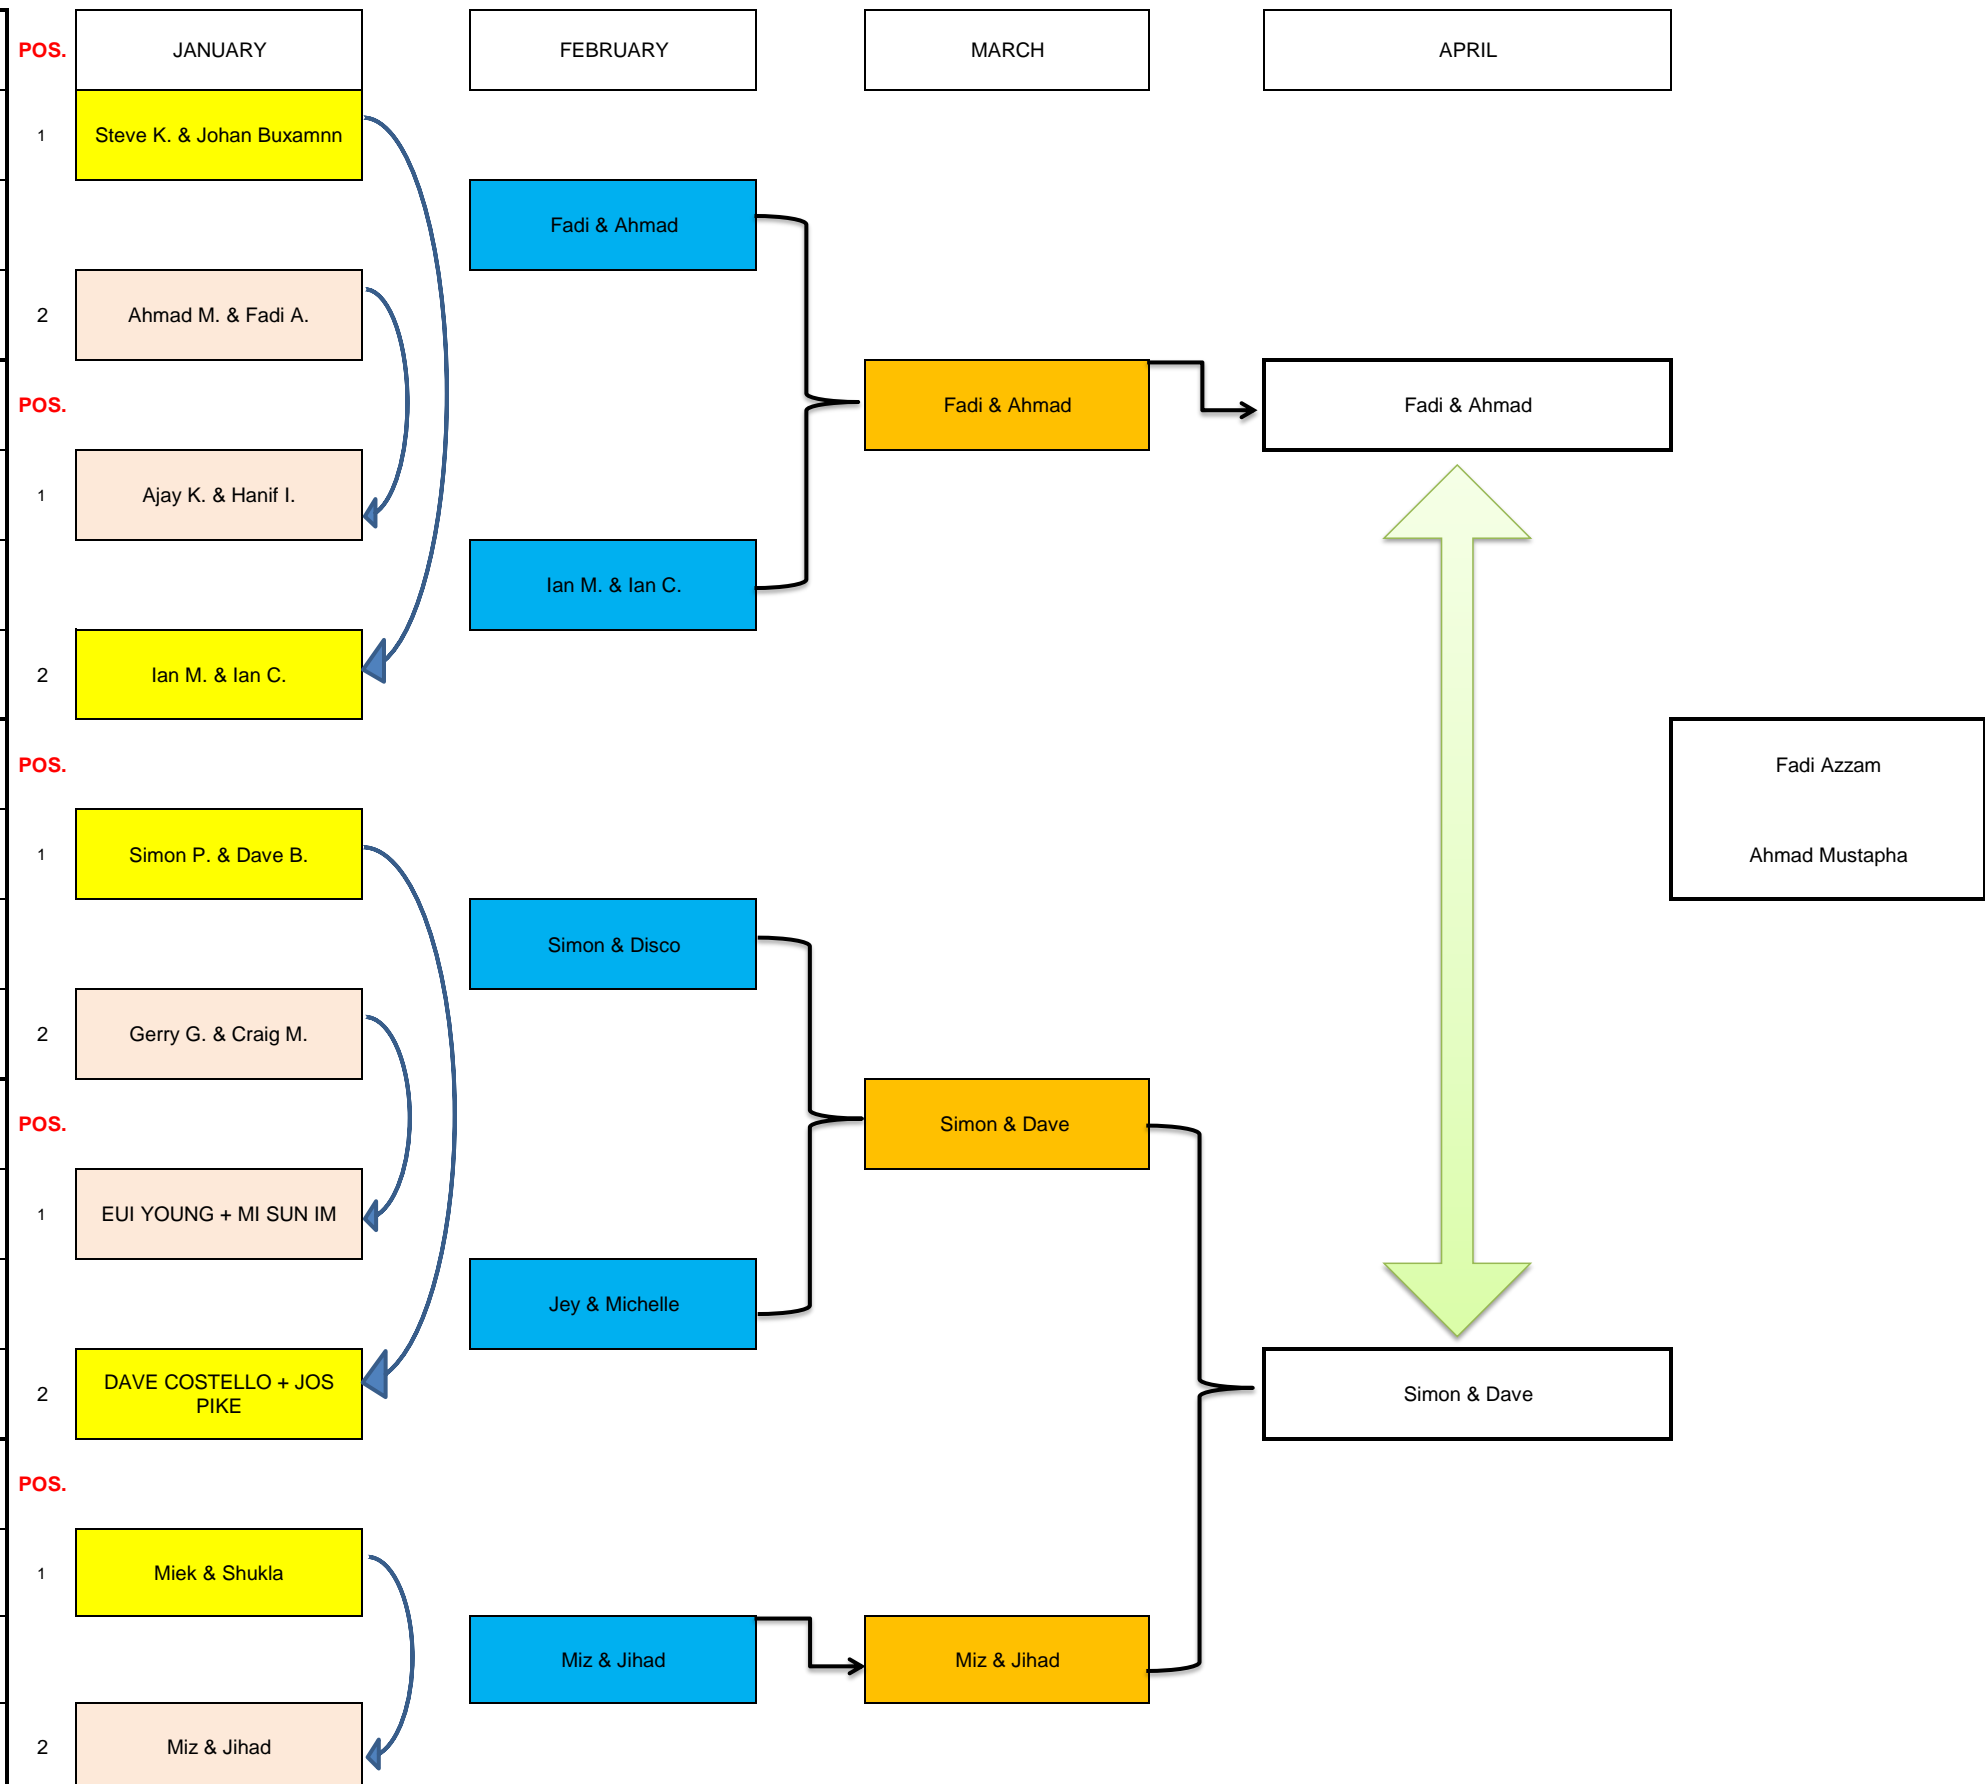 POS.
JANUARY
FEBRUARY
MARCH
APRIL
1
Steve K. & Johan Buxamnn
Fadi & Ahmad
2
Ahmad M. & Fadi A.
POS.
Fadi & Ahmad
Fadi & Ahmad
1
Ajay K. & Hanif I.
Ian M. & Ian C.
2
Ian M. & Ian C.
POS.
Fadi Azzam
1
Simon P. & Dave B.
Ahmad Mustapha
Simon & Disco
2
Gerry G. & Craig M.
POS.
Simon & Dave
1
EUI YOUNG + MI SUN IM
Jey & Michelle
2
DAVE COSTELLO + JOS
PIKE
Simon & Dave
POS.
1
Miek & Shukla
Miz & Jihad
Miz & Jihad
2
Miz & Jihad